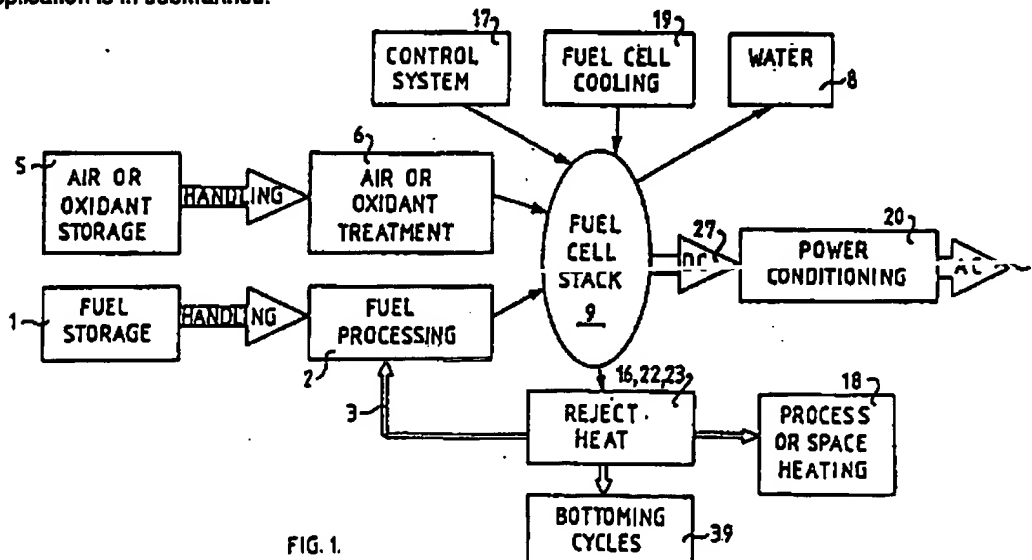 17
CONTROL
SYSTEM
19
FUEL CELL
COOLING
WATER
8
5
AIR OR
OXIDANT
STORAGE
HANDLING
6
AIR OR
OXIDANT
TREATMENT
FUEL
CELL
STACK
9
27
DC
20
POWER
CONDITIONING
AC
1
FUEL
STORAGE
HANDLING
FUEL
PROCESSING
2
3
16,22,23
REJECT
HEAT
18
PROCESS
OR SPACE
HEATING
BOTTOMING
CYCLES
39
FIG. 1.